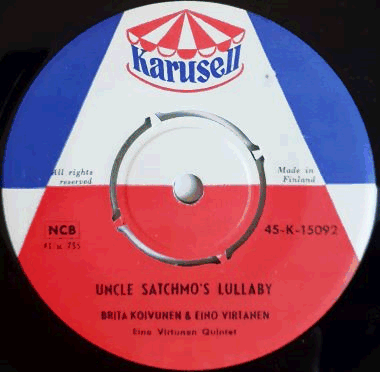 Karusell
All rights
reserved
Made in
Finland
NCB
45-K-15092
UNCLE SATCHMO'S LULLABY
BRITA KOIVUNEN & EINO VIRTANEN
Eino Virtanen Quintet